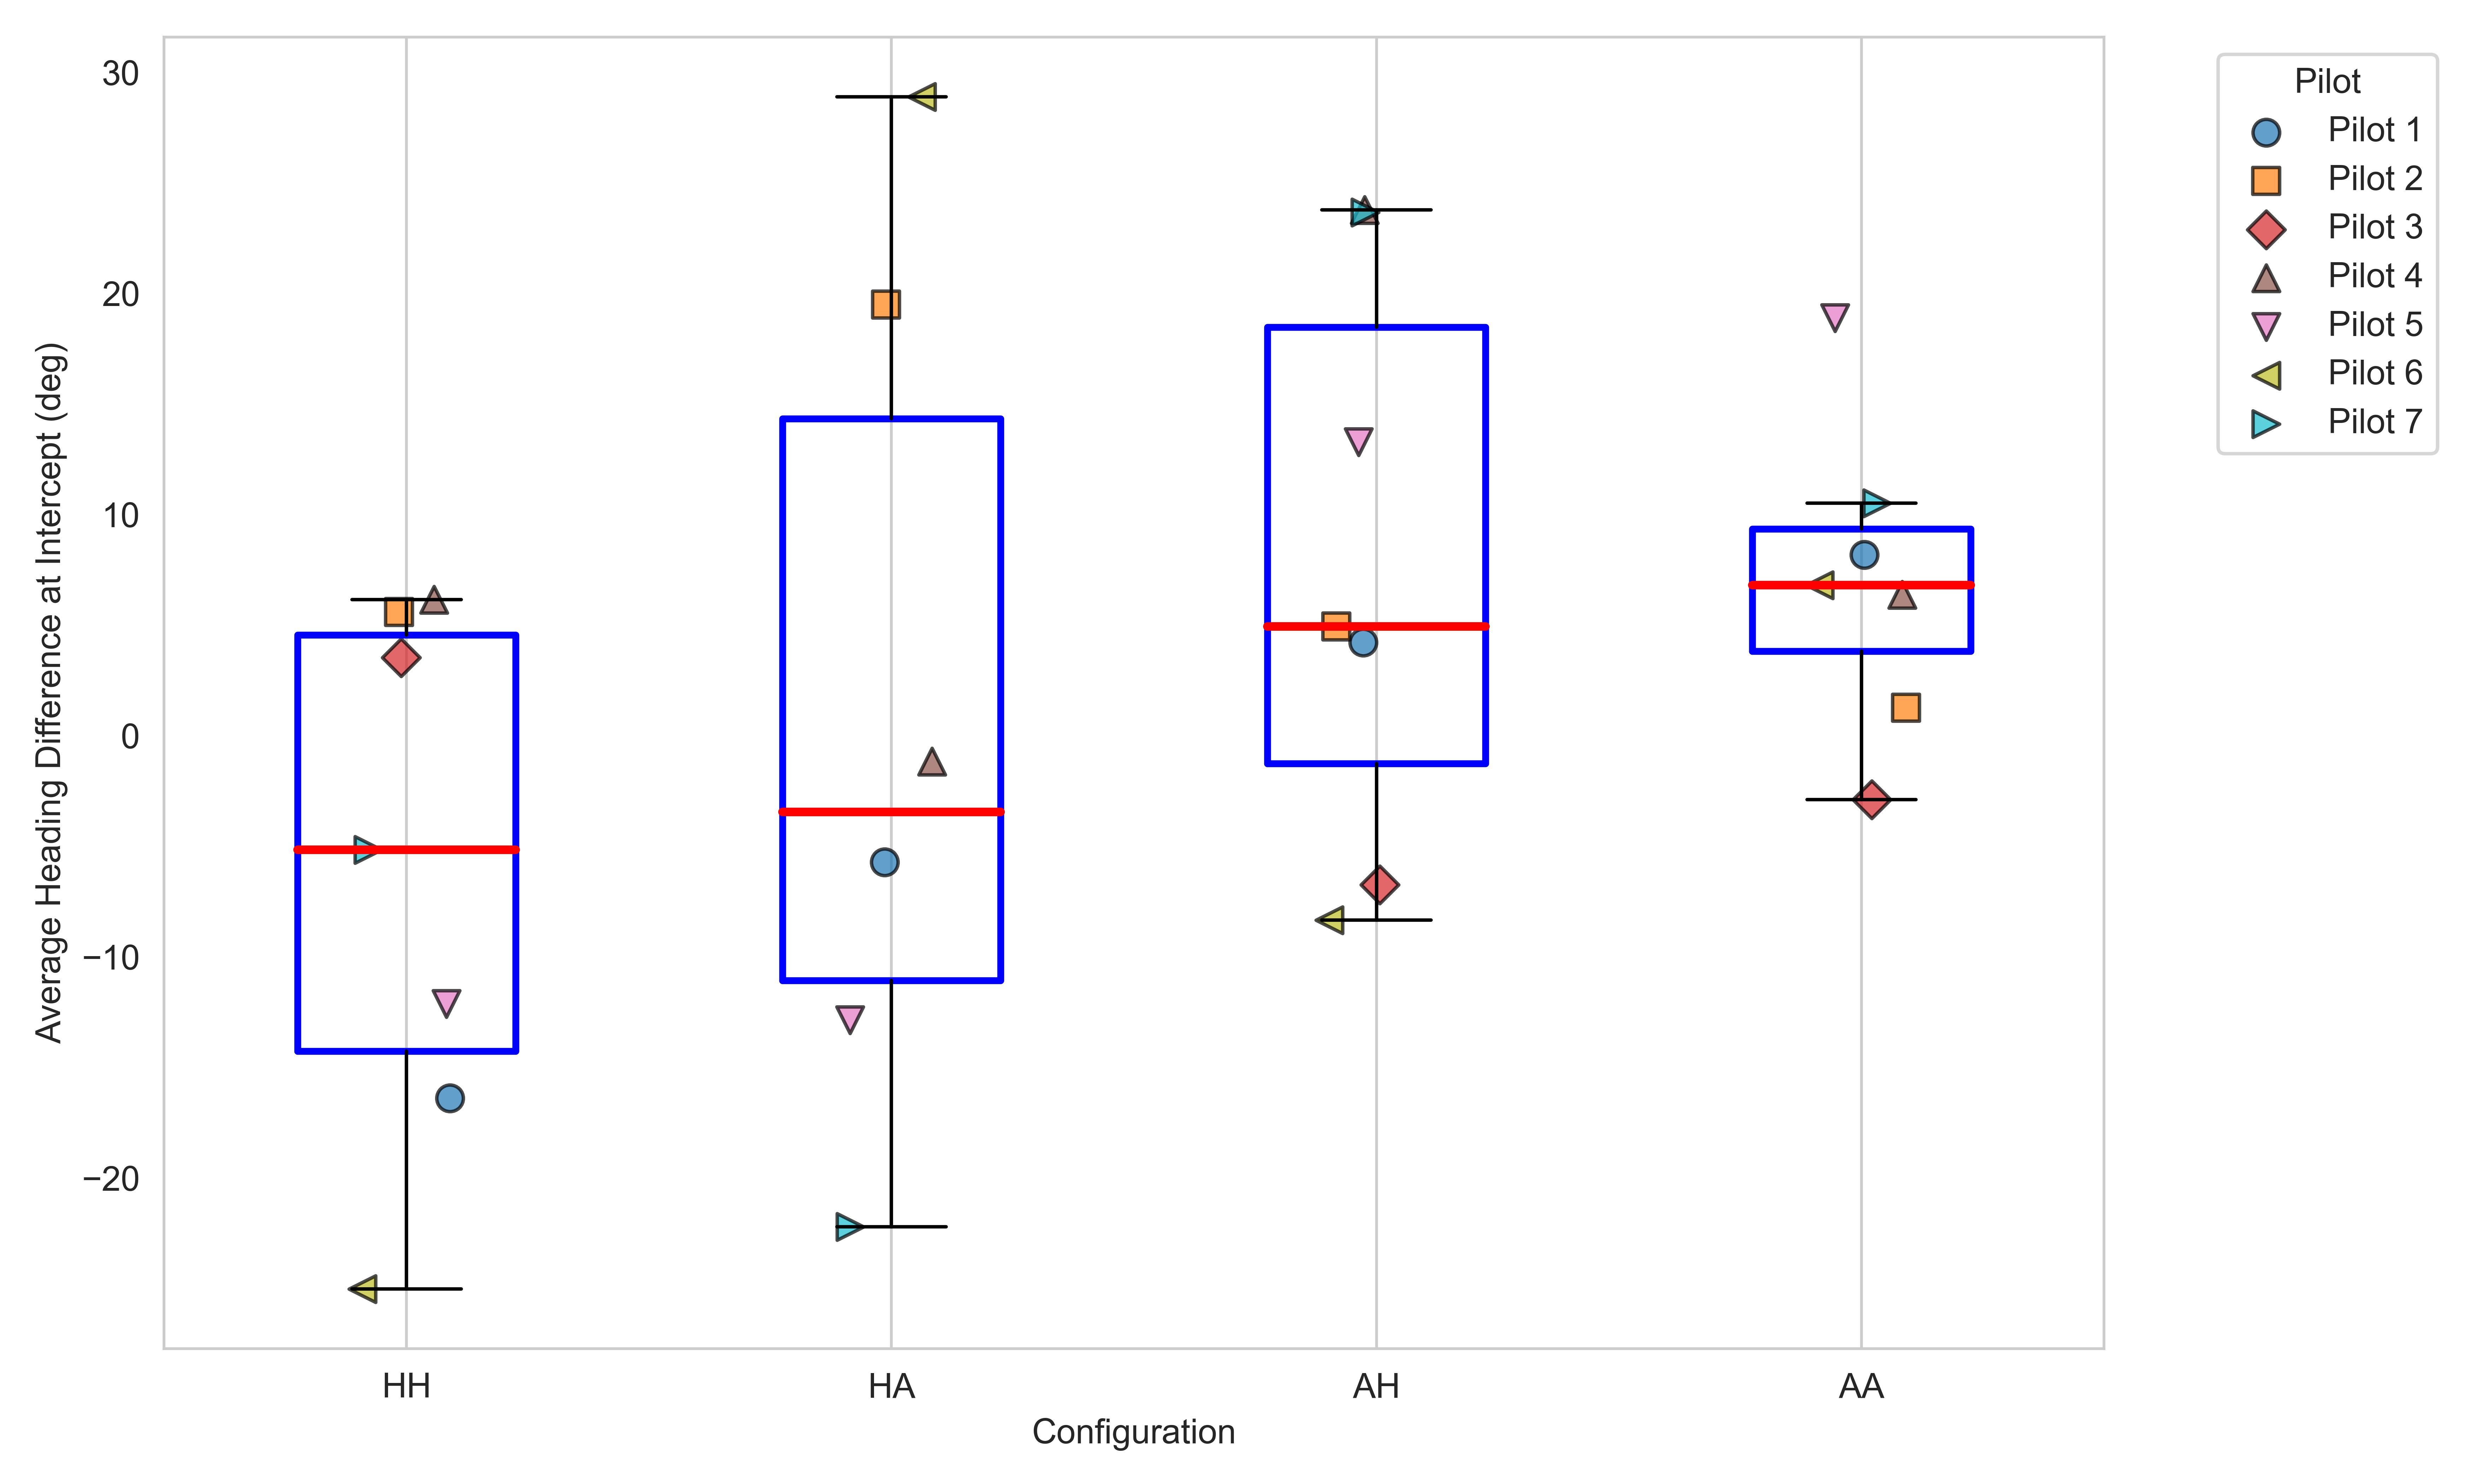 Average Heading Difference at Intercept (deg)
30
20
10
0
−10
−20
HH
HA
AH
AA
Configuration
Pilot
Pilot 1
Pilot 2
Pilot 3
Pilot 4
Pilot 5
Pilot 6
Pilot 7